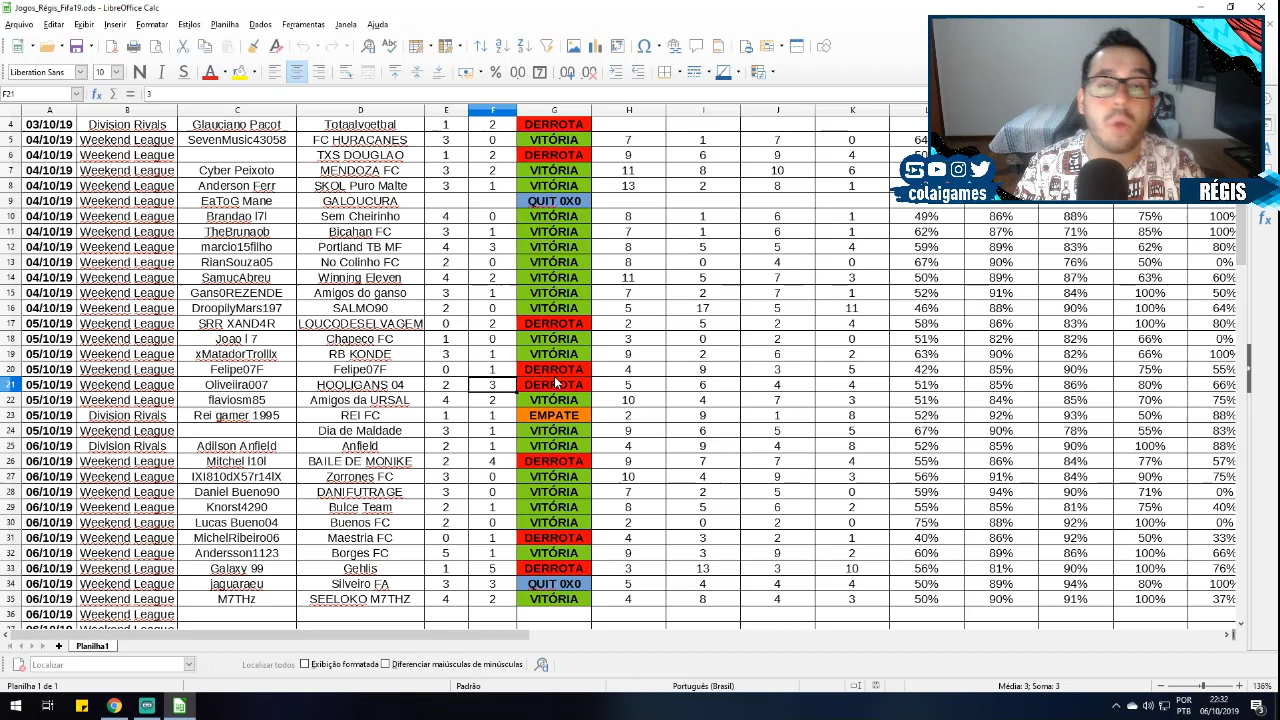 Jogos_Régis_Fifa19.ods - LibreOffice Calc
Arquivo Editar Exibir Inserir Formatar Estilos Planilha Dados Ferramentas Janela Ajuda
Liberation Sans 10 N I S A
F21 fx Σ = 3
A B C D E F G H I J K L
4 03/10/19 Division Rivals Glauciano Pacot Totaalvoetbal 1 2 DERROTA
5 04/10/19 Weekend League SevenMusic43058 FC HURACANES 3 0 VITÓRIA 7 1 7 0
6 04/10/19 Weekend League TXS DOUGLAO 1 2 DERROTA 9 6 9 4
7 04/10/19 Weekend League Cyber Peixoto MENDOZA FC 3 2 VITÓRIA 11 8 10 6
8 04/10/19 Weekend League Anderson Ferr SKOL Puro Malte 3 1 VITÓRIA 13 2 8 1
9 04/10/19 Weekend League EaToG Mane GALOUCURA QUIT 0X0
10 04/10/19 Weekend League Brandao l7l Sem Cheirinho 4 0 VITÓRIA 8 1 6 1 49% 86% 88% 75% 100%
11 04/10/19 Weekend League TheBrunaob Bicahan FC 3 1 VITÓRIA 7 1 6 1 62% 87% 71% 85% 100%
12 04/10/19 Weekend League marcio15filho Portland TB MF 4 3 VITÓRIA 8 5 5 4 59% 89% 83% 62% 80%
13 04/10/19 Weekend League RianSouza05 No Colinho FC 2 0 VITÓRIA 8 0 4 0 67% 90% 76% 50% 0%
14 04/10/19 Weekend League SamucAbreu Winning Eleven 4 2 VITÓRIA 11 5 7 3 50% 89% 87% 63% 60%
15 04/10/19 Weekend League Gans0REZENDE Amigos do ganso 3 1 VITÓRIA 7 2 7 1 52% 91% 84% 100% 50%
16 04/10/19 Weekend League DroopilyMars197 SALMO90 2 0 VITÓRIA 5 17 5 11 46% 88% 90% 100% 64%
17 05/10/19 Weekend League SRR XAND4R LOUCODESELVAGEM 0 2 DERROTA 2 5 2 4 58% 86% 83% 100% 80%
18 05/10/19 Weekend League Joao l 7 Chapeco FC 1 0 VITÓRIA 3 0 2 0 52% 82% 82% 66% 0%
19 05/10/19 Weekend League xMatadorTrolllx RB KONDE 3 1 VITÓRIA 9 2 6 2 63% 90% 82% 66% 100%
20 05/10/19 Weekend League Felipe07F Felipe07F 0 1 DERROTA 4 9 3 5 42% 85% 86% 75% 100%
21 05/10/19 Weekend League Oliveiira007 HOOLIGANS 04 2 3 DERROTA 5 6 4 4 51% 85% 86% 80% 66%
22 05/10/19 Weekend League flaviosm85 Amigos da URSAL 4 2 VITÓRIA 10 4 7 3 51% 84% 85% 70% 75%
23 05/10/19 Division Rivals Rei gamer 1995 REI FC 1 1 EMPATE 2 9 1 8 52% 92% 93% 50% 88%
24 05/10/19 Weekend League Dia de Maldade 3 1 VITÓRIA 9 6 5 5 67% 90% 78% 55% 83%
25 06/10/19 Division Rivals Adilson Anfield Anfield 2 1 VITÓRIA 4 9 4 8 52% 85% 90% 100% 88%
26 06/10/19 Weekend League Mitchel l10l BAILE DE MONIKE 2 4 DERROTA 9 7 7 4 55% 86% 84% 77% 57%
27 06/10/19 Weekend League IXI810dX57r14lX Zorrones FC 3 0 VITÓRIA 10 4 9 3 56% 91% 84% 90% 75%
28 06/10/19 Weekend League Daniel Bueno90 DANIFUTRAGE 3 0 VITÓRIA 7 2 5 0 59% 94% 90% 71% 0%
29 06/10/19 Weekend League Knorst4290 Bulce Team 2 1 VITÓRIA 8 5 6 2 55% 85% 81% 75% 40%
30 06/10/19 Weekend League Lucas Bueno04 Buenos FC 2 0 VITÓRIA 2 0 2 0 75% 88% 92% 100% 0%
31 06/10/19 Weekend League MichelRibeiro06 Maestria FC 0 1 DERROTA 4 3 2 1 40% 86% 92% 50% 33%
32 06/10/19 Weekend League Andersson1123 Borges FC 5 1 VITÓRIA 9 3 9 2 60% 89% 86% 100% 66%
33 06/10/19 Weekend League Galaxy 99 Gehlis 1 5 DERROTA 3 13 3 10 56% 81% 90% 100% 76%
34 06/10/19 Weekend League jaguaraeu Silveiro FA 3 3 QUIT 0X0 5 4 4 4 50% 89% 94% 80% 100%
35 06/10/19 Weekend League M7THz SEELOKO M7THZ 4 2 VITÓRIA 4 8 4 3 50% 90% 91% 100% 37%
36 06/10/19 Weekend League
colaigames RÉGIS
Planilha1
Localizar Localizar todos Exibição formatada Diferenciar maiúsculas de minúsculas
Planilha 1 de 1 Padrão Português (Brasil) Média: 3; Soma: 3 136%
POR 22:32
PTB 06/10/2019 3